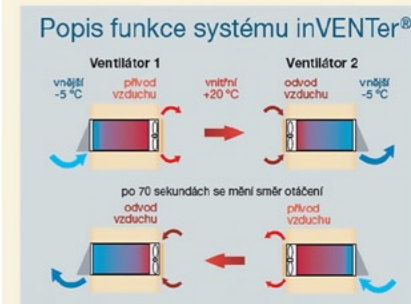 Popis funkce systému inVENTer®
Ventilátor 1
Ventilátor 2
vnější
-5 °C
přívod
vzduchu
vnitřní
+20 °C
odvod
vzduchu
vnější
-5 °C
po 70 sekundách se mění směr otáčení
odvod
vzduchu
přívod
vzduchu